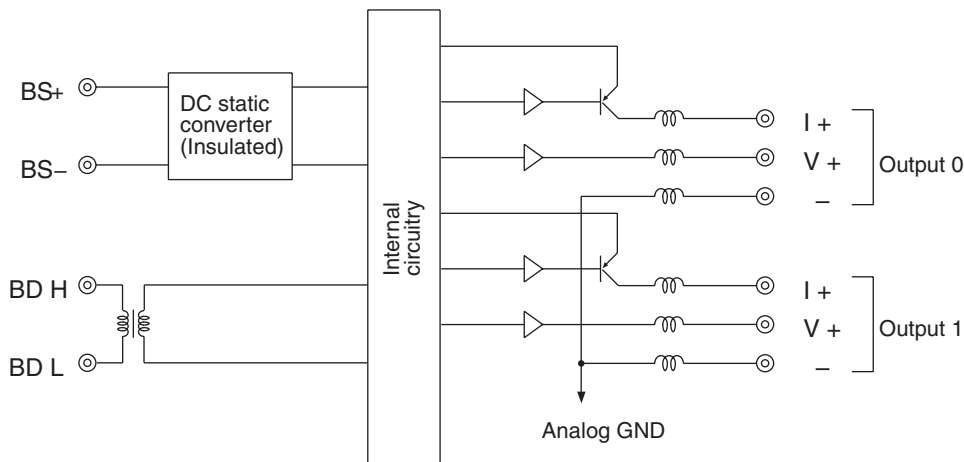 BS+
BS−
DC static
converter
(Insulated)
BD H
BD L
Internal
circuitry
I +
V +
−
Output 0
I +
V +
−
Output 1
Analog GND